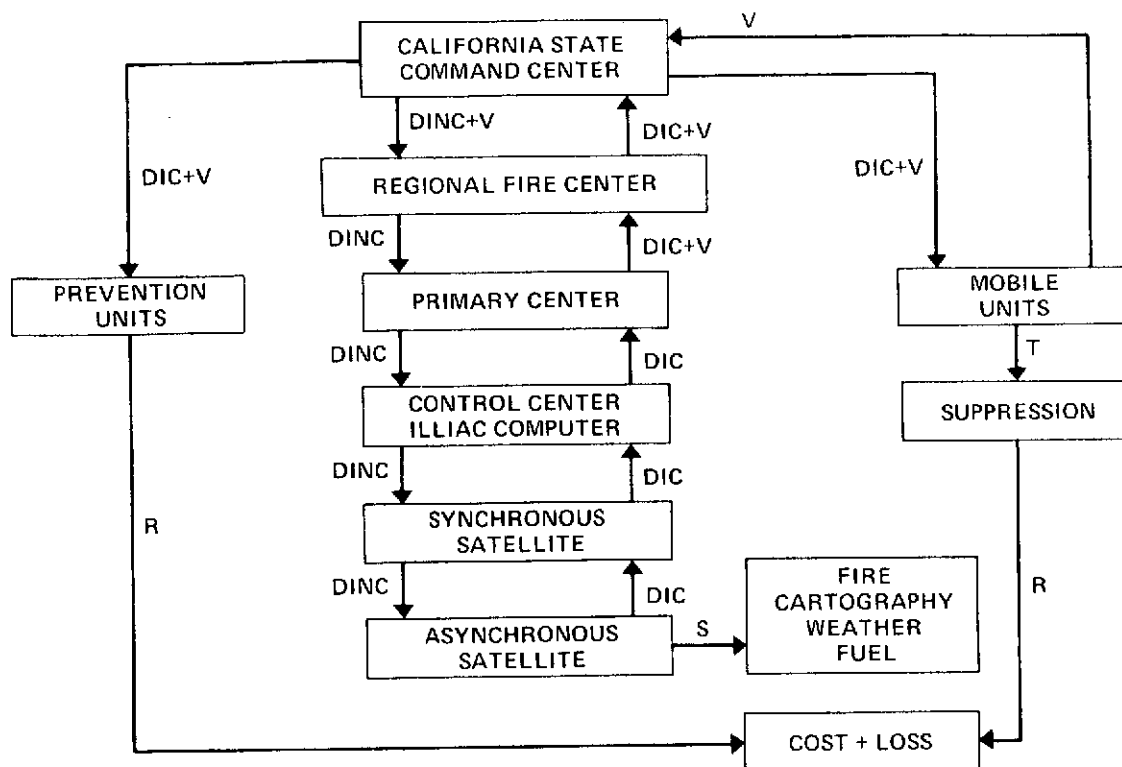 V
CALIFORNIA STATE
COMMAND CENTER
DINC+V
DIC+V
DIC+V
DIC+V
REGIONAL FIRE CENTER
DINC
DIC+V
PREVENTION
UNITS
PRIMARY CENTER
MOBILE
UNITS
DINC
DIC
T
CONTROL CENTER
ILLIAC COMPUTER
SUPPRESSION
DINC
DIC
R
SYNCHRONOUS
SATELLITE
DINC
DIC
FIRE
CARTOGRAPHY
WEATHER
FUEL
R
ASYNCHRONOUS
SATELLITE
S
COST + LOSS